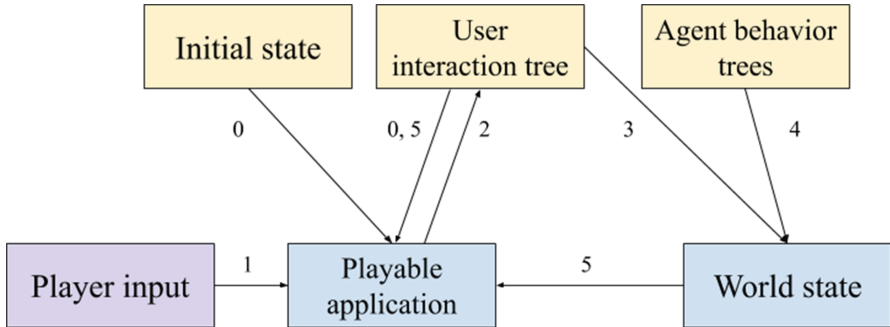 Initial state
User
interaction tree
Agent behavior
trees
0
0, 5
2
3
4
Player input
1
Playable
application
5
World state